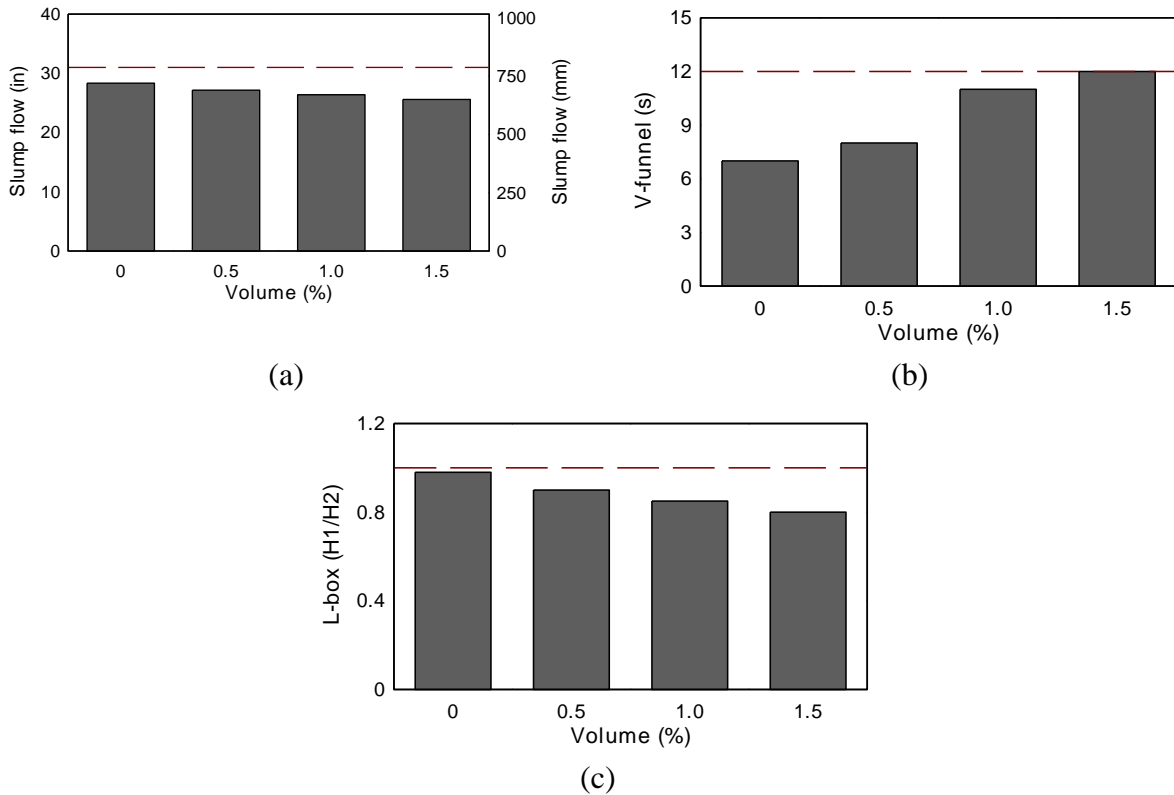 40
30
20
10
0
Slump flow (in)
1000
750
500
250
0
Slump flow (mm)
0 0.5 1.0 1.5
Volume (%)
(a)
15
12
9
6
3
0
V-funnel (s)
0 0.5 1.0 1.5
Volume (%)
(b)
1.2
0.8
0.4
0
L-box (H1/H2)
0 0.5 1.0 1.5
Volume (%)
(c)